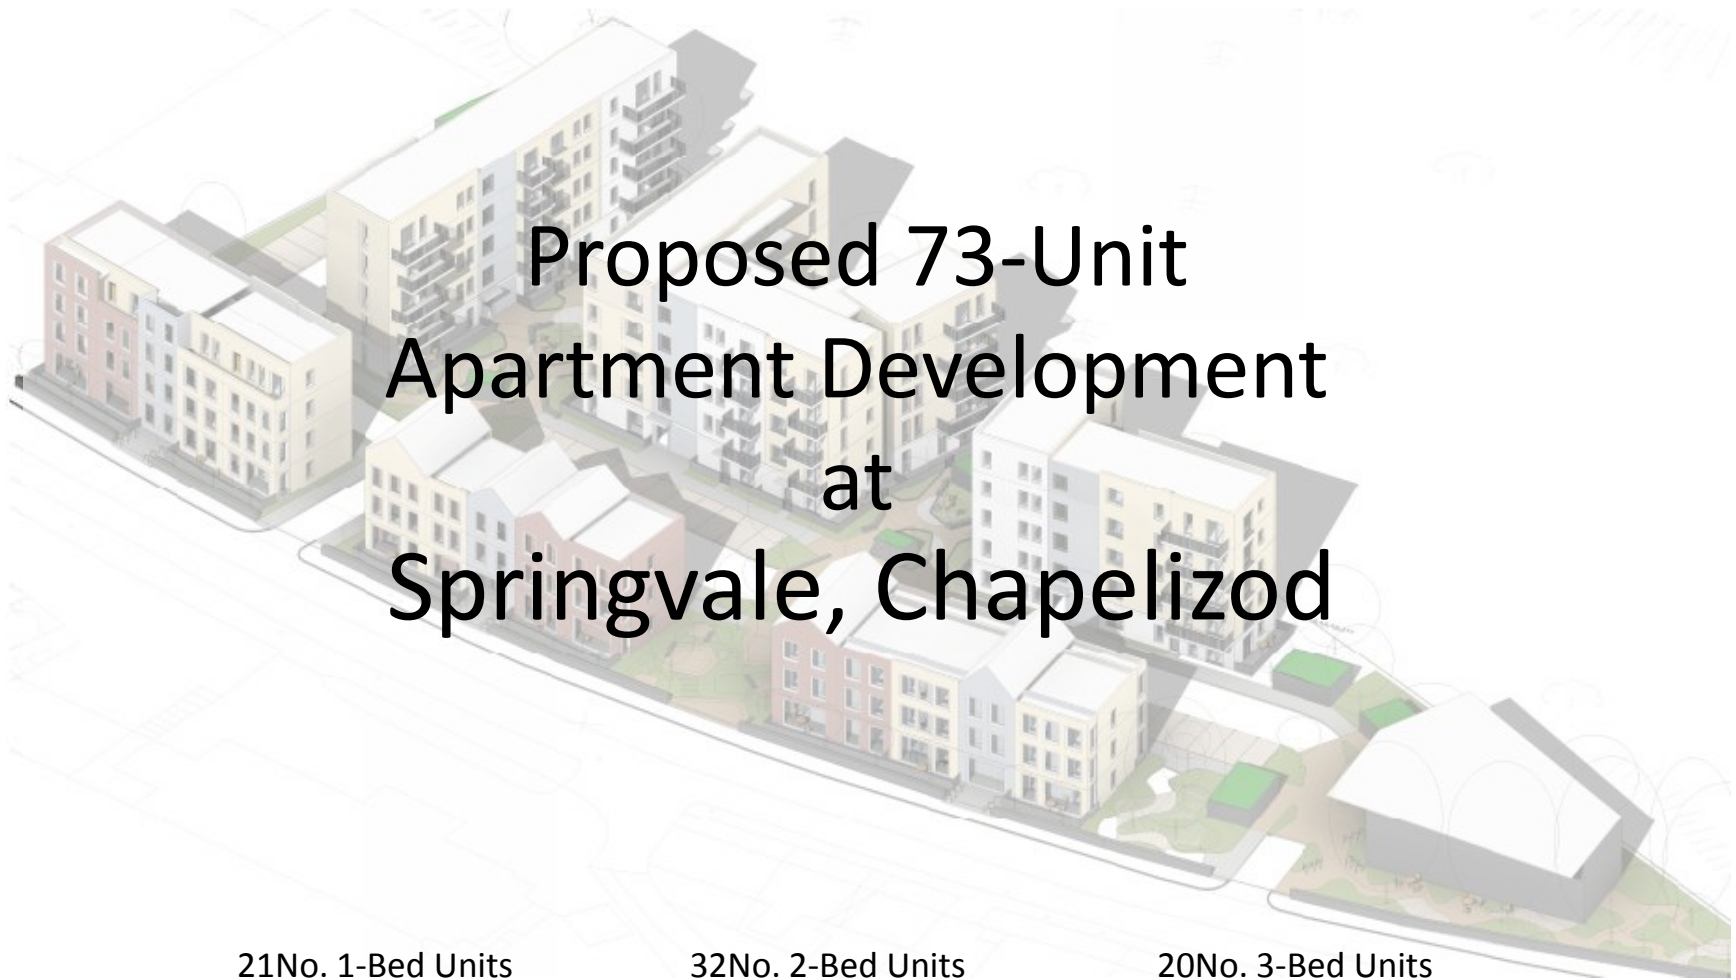 Proposed 73-Unit
Apartment Development
at
Springvale, Chapelizod
21No. 1-Bed Units 32No. 2-Bed Units 20No. 3-Bed Units